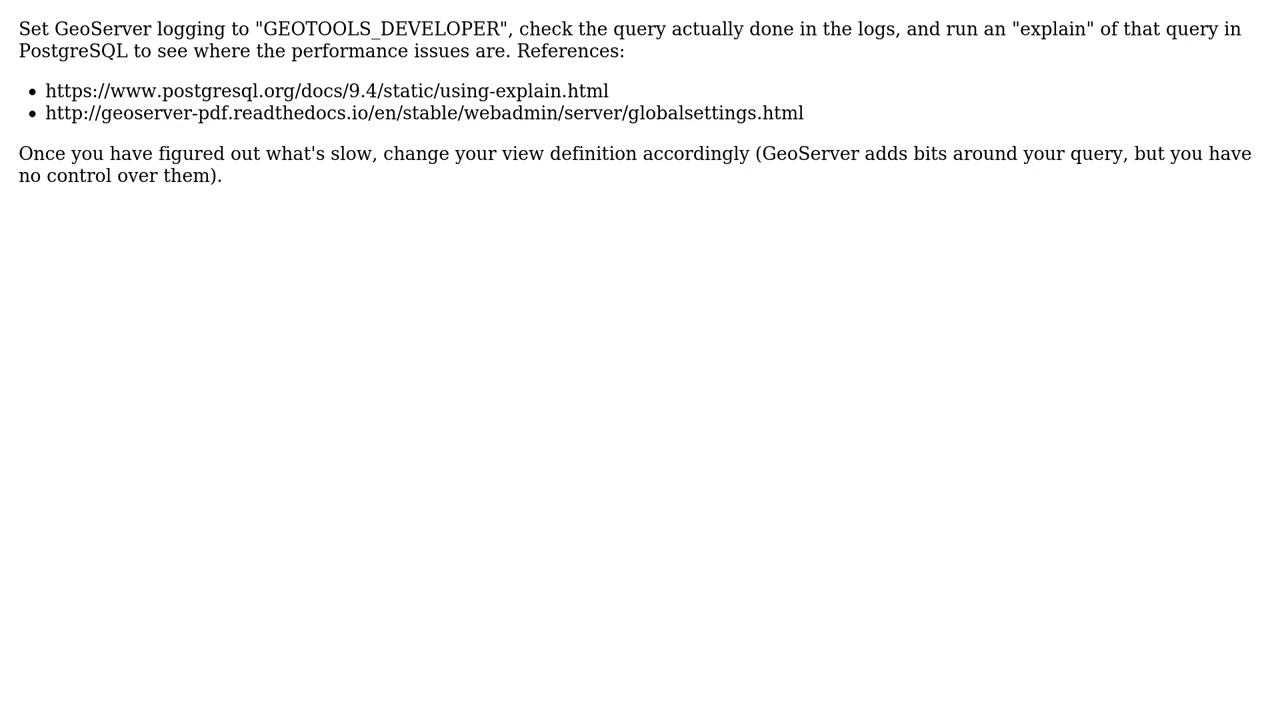 Set GeoServer logging to "GEOTOOLS_DEVELOPER", check the query actually done in the logs, and run an "explain" of that query in
PostgreSQL to see where the performance issues are. References:
• https://www.postgresql.org/docs/9.4/static/using-explain.html
• http://geoserver-pdf.readthedocs.io/en/stable/webadmin/server/globalsettings.html
Once you have figured out what's slow, change your view definition accordingly (GeoServer adds bits around your query, but you have
no control over them).